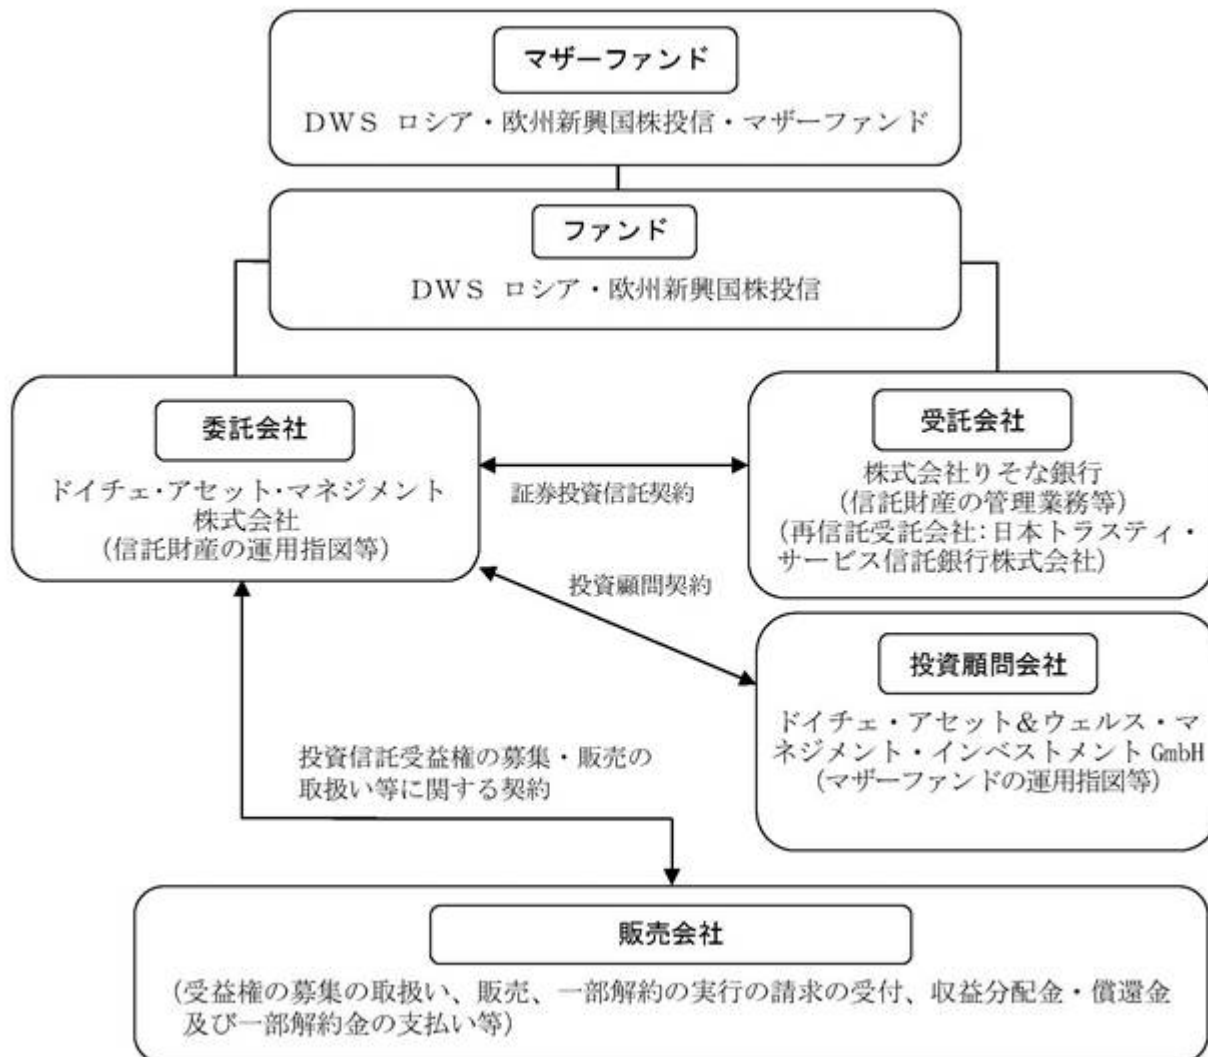 マザーファンド
DWS ロシア・欧州新興国株投信・マザーファンド
ファンド
DWS ロシア・欧州新興国株投信
委託会社
ドイチェ・アセット・マネジメント
株式会社
(信託財産の運用指図等)
証券投資信託契約
受託会社
株式会社りそな銀行
(信託財産の管理業務等)
(再信託受託会社:日本トラスティ・
サービス信託銀行株式会社)
投資顧問契約
投資顧問会社
ドイチェ・アセット&ウェルス・マ
ネジメント・インベストメント GmbH
(マザーファンドの運用指図等)
投資信託受益権の募集・販売の
取扱い等に関する契約
販売会社
(受益権の募集の取扱い、販売、一部解約の実行の請求の受付、収益分配金・償還金
及び一部解約金の支払い等)